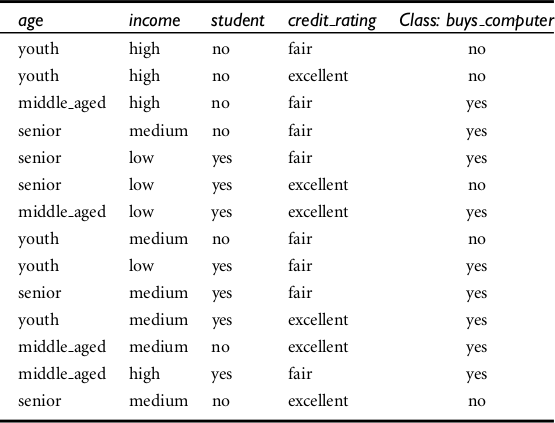 age income student credit_rating Class: buys_computer
youth high no fair no
youth high no excellent no
middle_aged high no fair yes
senior medium no fair yes
senior low yes fair yes
senior low yes excellent no
middle_aged low yes excellent yes
youth medium no fair no
youth low yes fair yes
senior medium yes fair yes
youth medium yes excellent yes
middle_aged medium no excellent yes
middle_aged high yes fair yes
senior medium no excellent no